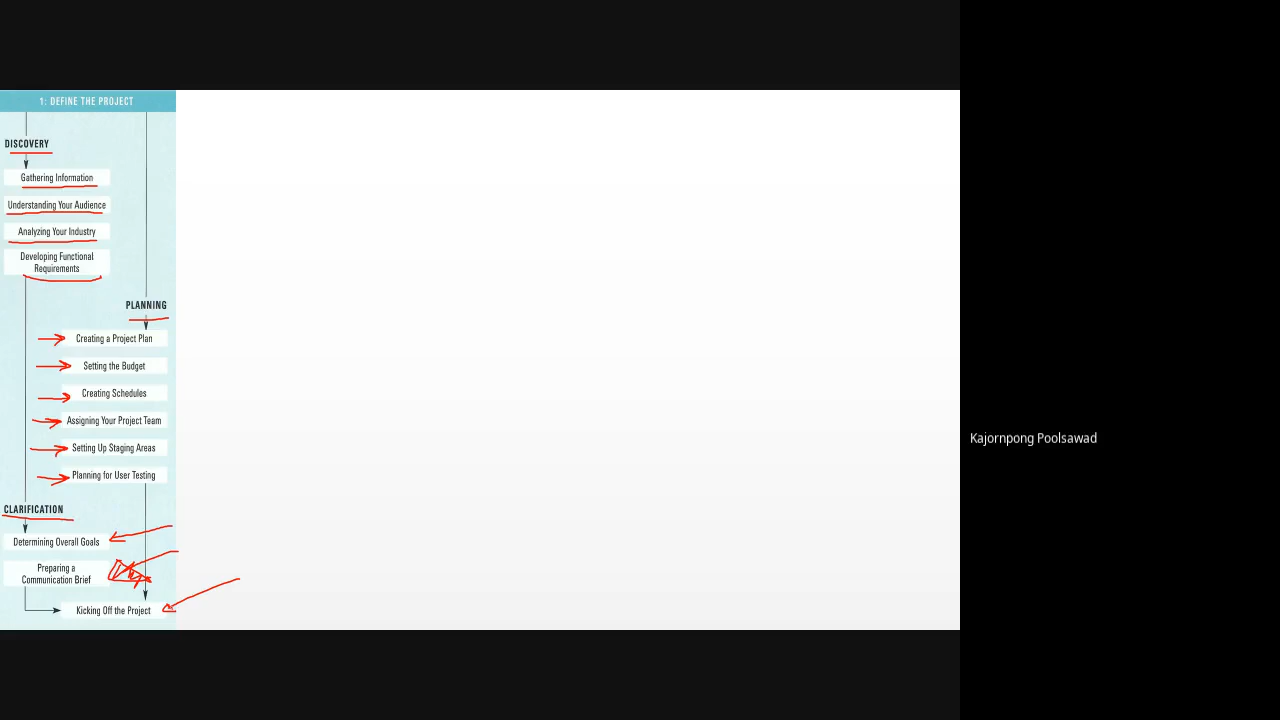 1: DEFINE THE PROJECT
DISCOVERY
Gathering Information
Understanding Your Audience
Analyzing Your Industry
Developing Functional
Requirements
PLANNING
Creating a Project Plan
Setting the Budget
Creating Schedules
Assigning Your Project Team
Setting Up Staging Areas
Planning for User Testing
CLARIFICATION
Determining Overall Goals
Preparing a
Communication Brief
Kicking Off the Project
Kajornpong Poolsawad